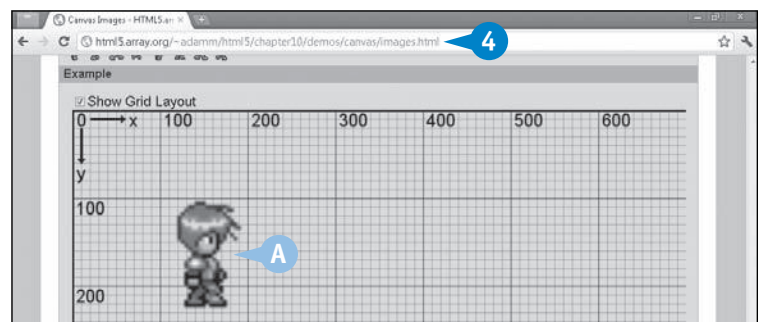 Canvas Images - HTML5.arr
html5.array.org/~adamm/html5/chapter10/demos/canvas/images.html
4
Example
Show Grid Layout
0 x 100 200 300 400 500 600
y
100
A
200